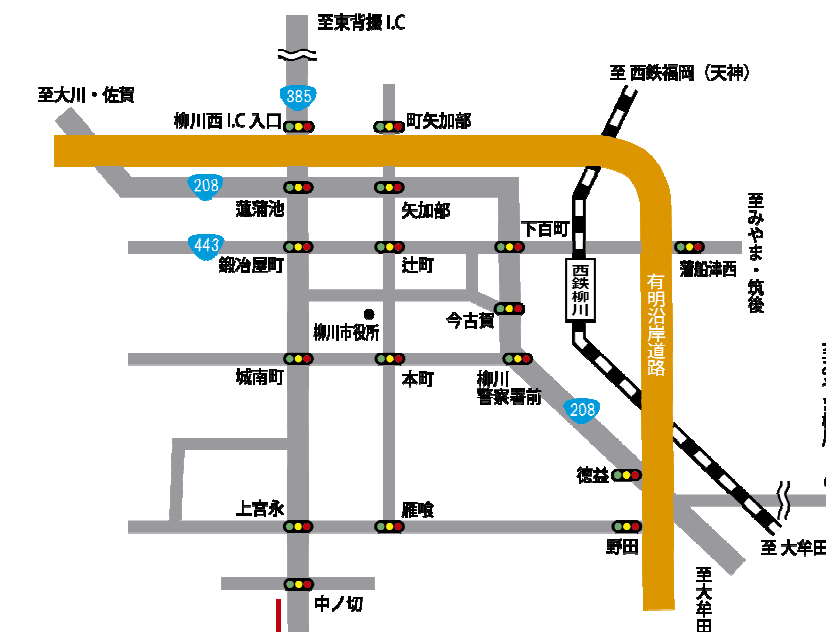 至東背振I.C
至西鉄福岡（天神）
至大川・佐賀
385
柳川西I.C入口
町矢加部
208
蓮蒲池
矢加部
至みやま・筑後
下百町
443
鍛冶屋町
辻町
藩船津西
西鉄柳川
有明沿岸道路
今古賀
柳川市役所
城南町
本町
柳川
警察署前
208
徳益
上宮永
雁喰
野田
至大牟田
至大牟田
中ノ切